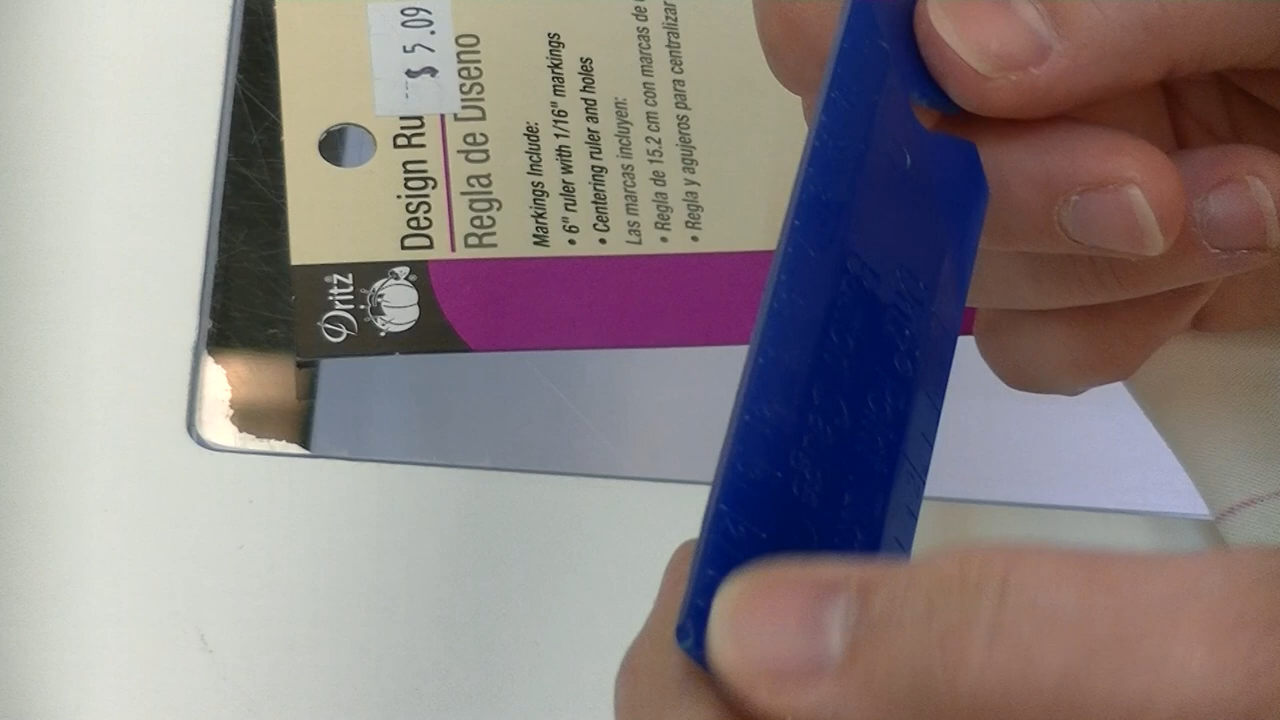 Dritz
$ 5.09
Design Ru
Regla de Diseno
Markings Include:
• 6" ruler with 1/16" markings
• Centering ruler and holes
Las marcas incluyen:
• Regla de 15.2 cm con marcas de
• Regla y agujeros para centralizar